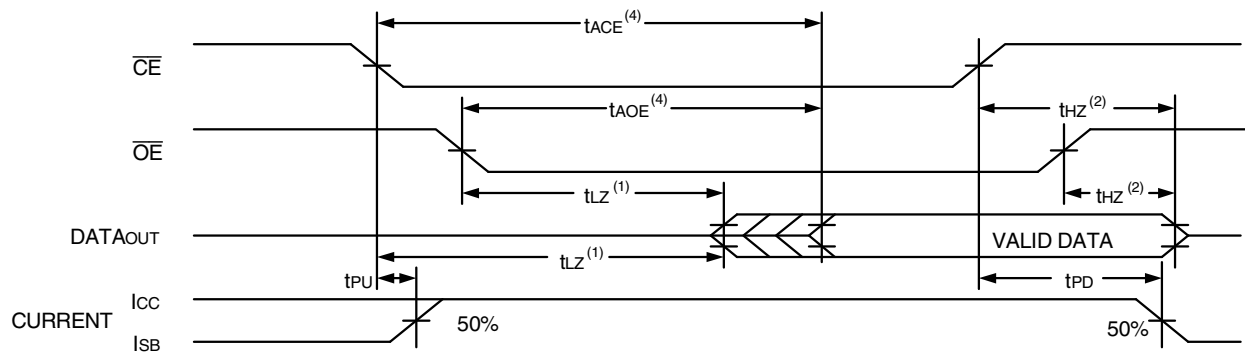 tACE(4)
CE
tAOE(4)
tHZ(2)
OE
tLZ(1)
tHZ(2)
DATAOUT
VALID DATA
tLZ(1)
tPU
tPD
ICC
CURRENT
50%
50%
ISB